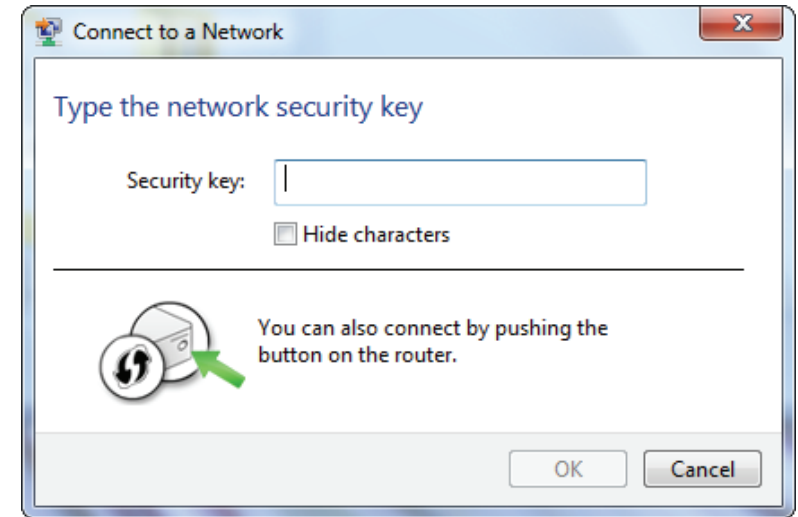 Connect to a Network
Type the network security key
Security key:
Hide characters
You can also connect by pushing the
button on the router.
OK
Cancel